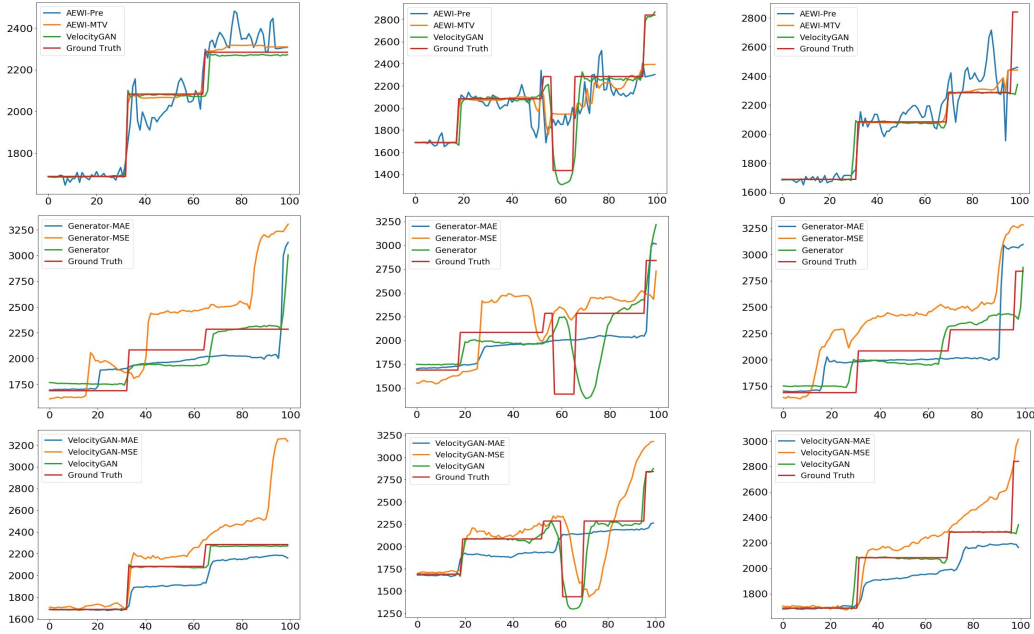 AEWI-Pre
AEWI-MTV
VelocityGAN
Ground Truth
2400
2200
2000
1800
0 20 40 60 80 100
AEWI-Pre
AEWI-MTV
VelocityGAN
Ground Truth
2800
2600
2400
2200
2000
1800
1600
1400
0 20 40 60 80 100
AEWI-Pre
AEWI-MTV
VelocityGAN
Ground Truth
2800
2600
2400
2200
2000
1800
1600
0 20 40 60 80 100
Generator-MAE
Generator-MSE
Generator
Ground Truth
3250
3000
2750
2500
2250
2000
1750
0 20 40 60 80 100
Generator-MAE
Generator-MSE
Generator
Ground Truth
3250
3000
2750
2500
2250
2000
1750
1500
0 20 40 60 80 100
Generator-MAE
Generator-MSE
Generator
Ground Truth
3250
3000
2750
2500
2250
2000
1750
0 20 40 60 80 100
VelocityGAN-MAE
VelocityGAN-MSE
VelocityGAN
Ground Truth
3200
3000
2800
2600
2400
2200
2000
1800
1600
0 20 40 60 80 100
VelocityGAN-MAE
VelocityGAN-MSE
VelocityGAN
Ground Truth
3250
3000
2750
2500
2250
2000
1750
1500
1250
0 20 40 60 80 100
VelocityGAN-MAE
VelocityGAN-MSE
VelocityGAN
Ground Truth
3000
2800
2600
2400
2200
2000
1800
0 20 40 60 80 100